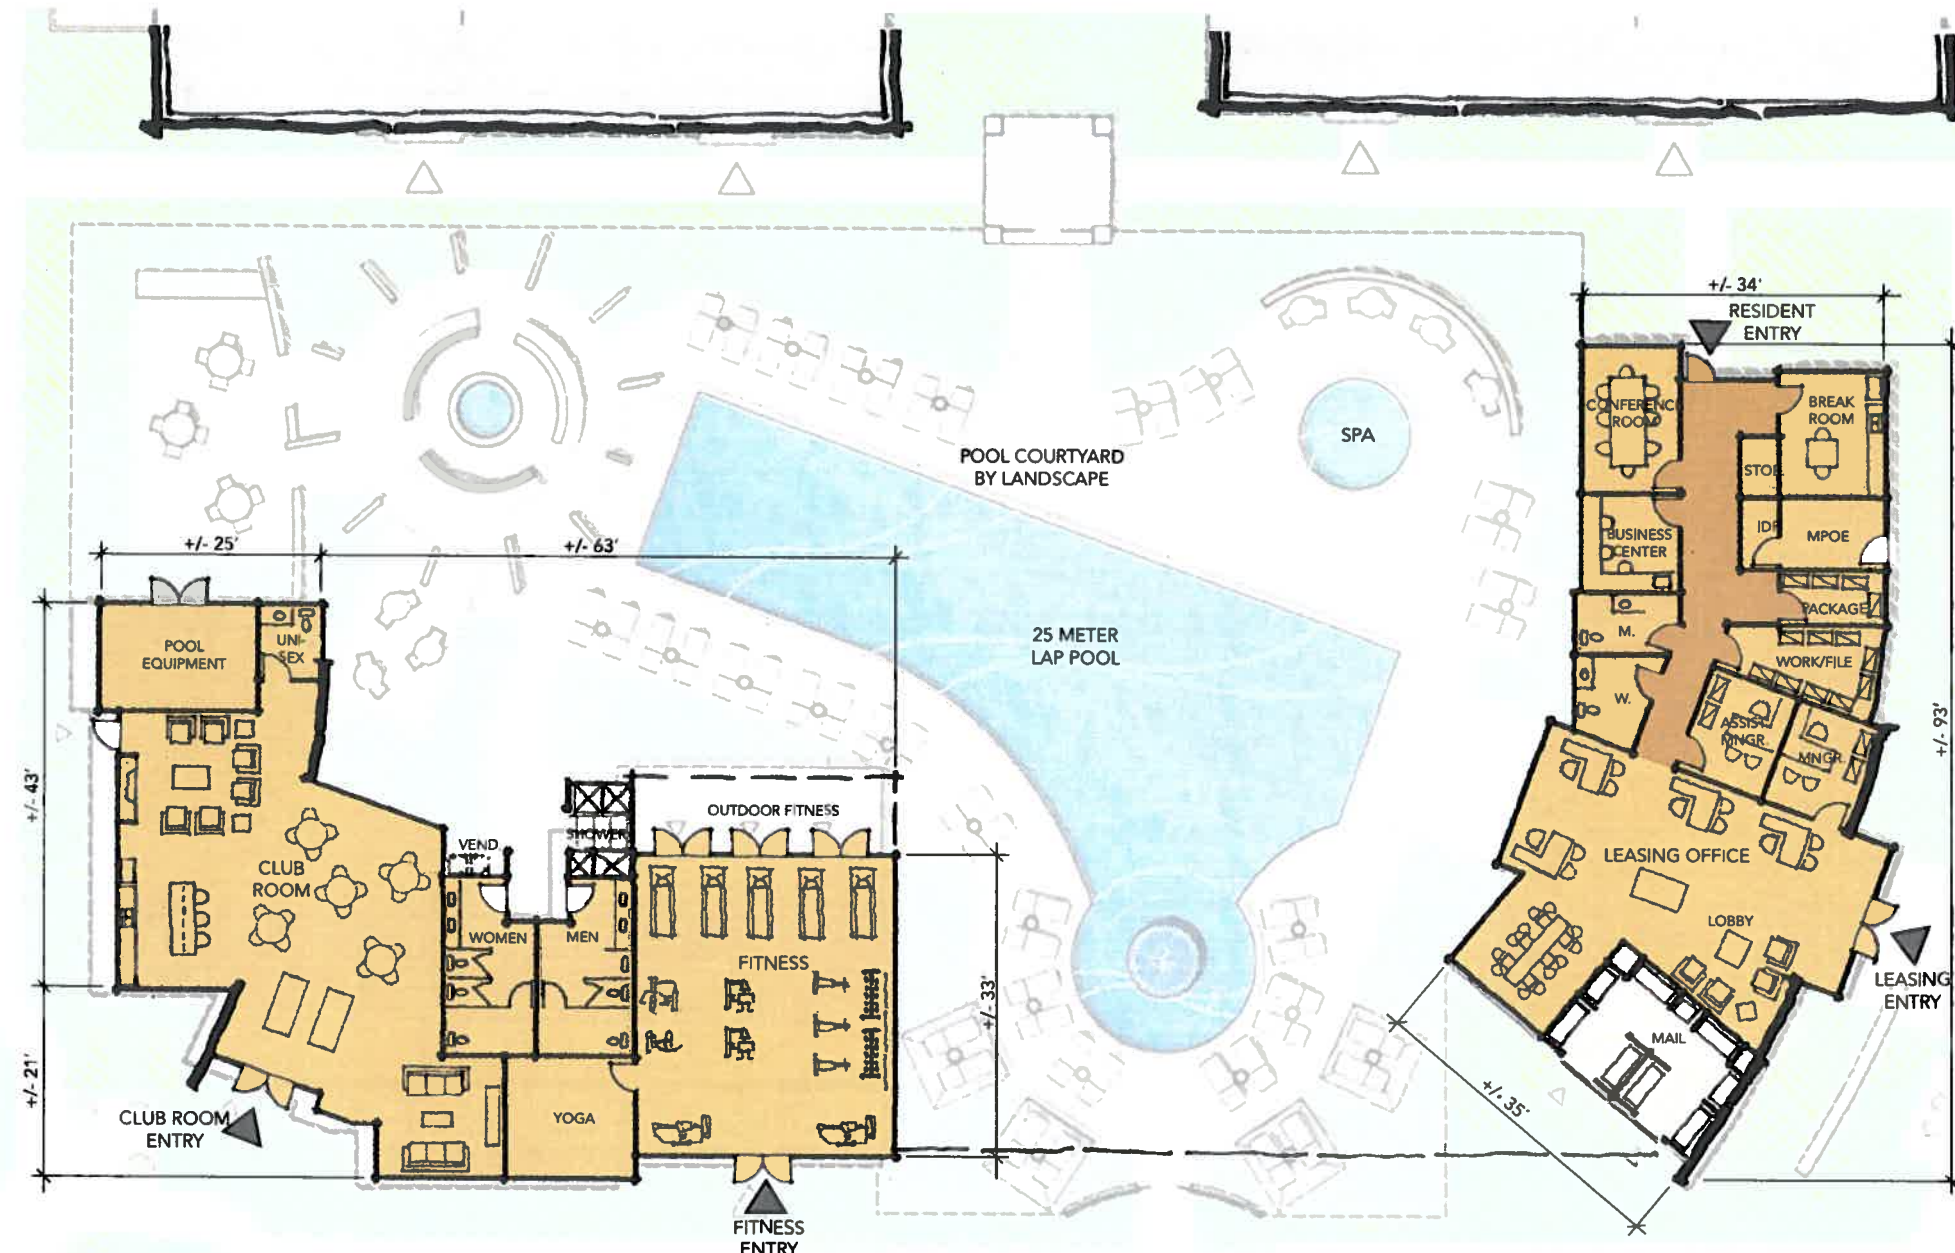 +/- 34'
RESIDENT
ENTRY
CONFERENC
ROOM
BREAK
ROOM
STOR
IDF
MPOE
BUSINESS
CENTER
PACKAGE
M.
WORK/FILE
W.
ASSIST.
MNGR.
MNGR.
+/- 93'
LEASING OFFICE
LOBBY
LEASING
ENTRY
MAIL
+/- 35'
SPA
POOL COURTYARD
BY LANDSCAPE
25 METER
LAP POOL
+/- 25'
+/- 63'
POOL
EQUIPMENT
UNI-
SEX
+/- 43'
OUTDOOR FITNESS
SHOWER
VEND
CLUB
ROOM
WOMEN
MEN
FITNESS
+/- 33'
+/- 21'
YOGA
CLUB ROOM
ENTRY
FITNESS
ENTRY